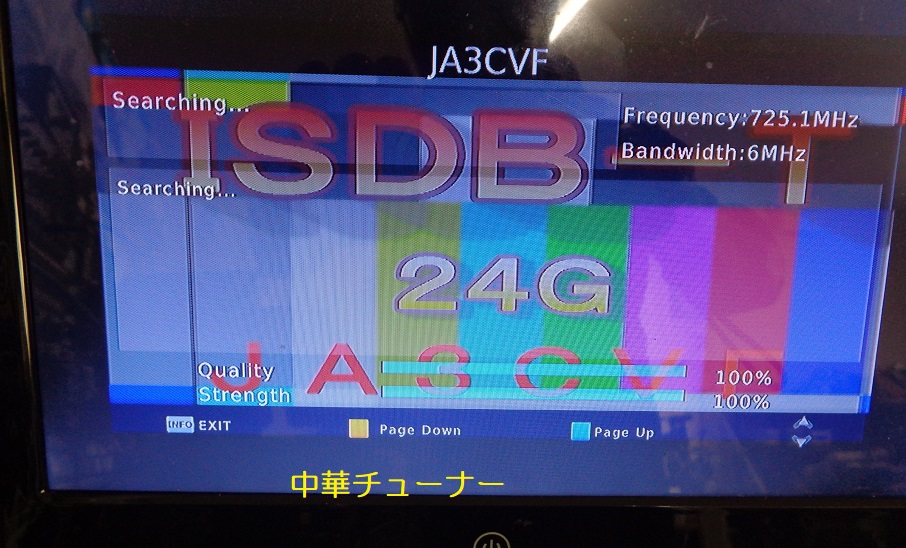 JA3CVF
Searching...
Frequency:725.1MHz
ISDB-T
Bandwidth:6MHz
Searching...
24G
JA3CVF
Quality 100%
Strength 100%
INFO EXIT Page Down Page Up
中華チューナー